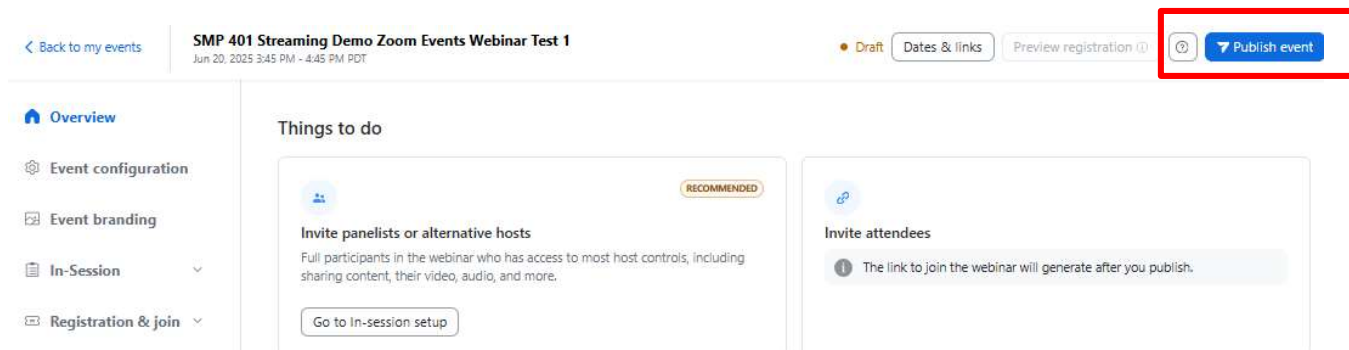 Back to my events
SMP 401 Streaming Demo Zoom Events Webinar Test 1
Jun 20, 2025 3:45 PM - 4:45 PM PDT
Draft
Dates & links
Preview registration
Publish event
Overview
Event configuration
Event branding
In-Session
Registration & join
Things to do
RECOMMENDED
Invite panelists or alternative hosts
Full participants in the webinar who has access to most host controls, including
sharing content, their video, audio, and more.
Go to In-session setup
Invite attendees
The link to join the webinar will generate after you publish.